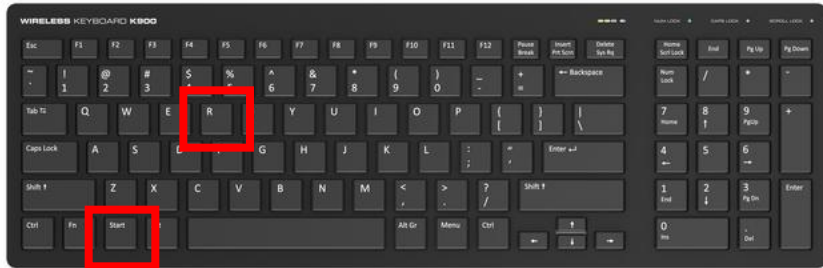 WIRELESS KEYBOARD K900 NUM LOCK CAPS LOCK SCROLL LOCK
Esc F1 F2 F3 F4 F5 F6 F7 F8 F9 F10 F11 F12 Pause Break Insert Prt Scrn Delete Sys Rq Home Scrl Lock End Pg Up Pg Down
~ ` ! 1 @ 2 # 3 $ % ^ 6 & 7 * 8 ( 9 ) 0 _ - + = ← Backspace Num Lock / * -
Tab Q W E R Y U I O P { [ } ] | \ 7 Home 8 ↑ 9 PgUp +
Caps Lock A S G H J K L : ; " ' Enter ↵ 4 ← 5 6 →
Shift ⬆ Z X C V B N M < , > . ? / Shift ⬆ 1 End 2 ↓ 3 Pg Dn Enter
Ctrl Fn Start Alt Gr Menu Ctrl ← ↑ ↓ → 0 Ins . Del